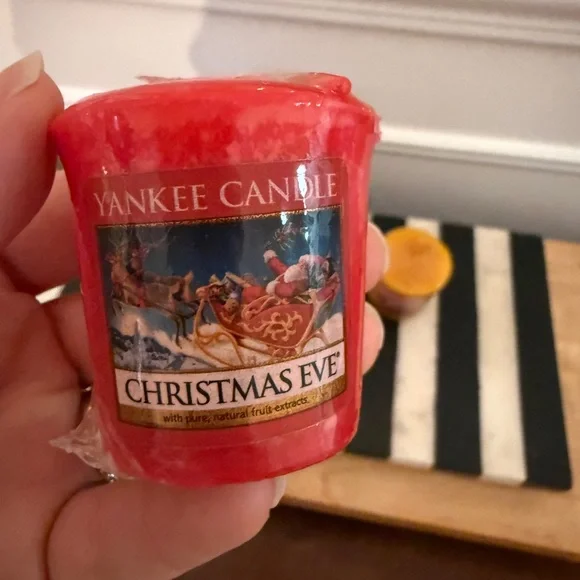 YANKEE CANDLE
CHRISTMAS EVE®
with pure, natural fruit extracts.